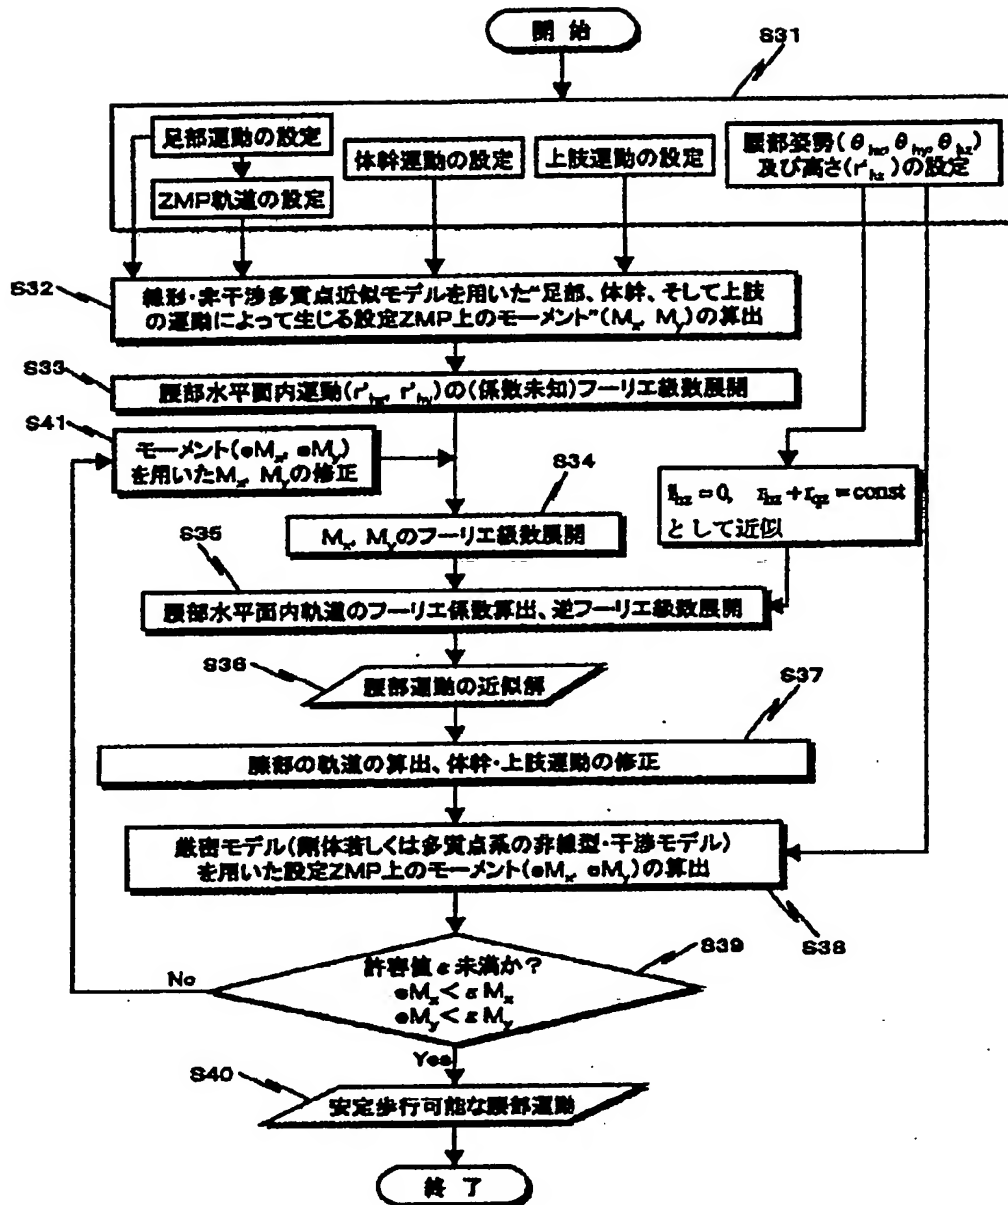 開始
S31
足部運動の設定
体幹運動の設定
上肢運動の設定
腰部姿勢(θhx, θhy, θhz)
及び高さ(r'hz)の設定
ZMP軌道の設定
S32
線形・非干渉多質点近似モデルを用いた"足部、体幹、そして上肢
の運動によって生じる設定ZMP上のモーメント"(Mx, My)の算出
S33
腰部水平面内運動(r'hx, r'hy)の(係数未知)フーリエ級数展開
S41
モーメント(eMx, eMy)
を用いたMx, Myの修正
S34
Mx, Myのフーリエ級数展開
= 0, rhz + rqz = const
として近似
S35
腰部水平面内軌道のフーリエ係数算出、逆フーリエ級数展開
S36
腰部運動の近似解
S37
腰部の軌道の算出、体幹・上肢運動の修正
厳密モデル(剛体若しくは多質点系の非線型・干渉モデル)
を用いた設定ZMP上のモーメント(eMx, eMy)の算出
S38
S39
許容値ε未満か?
eMx < εMx
eMy < εMy
No
Yes
S40
安定歩行可能な腰部運動
終了